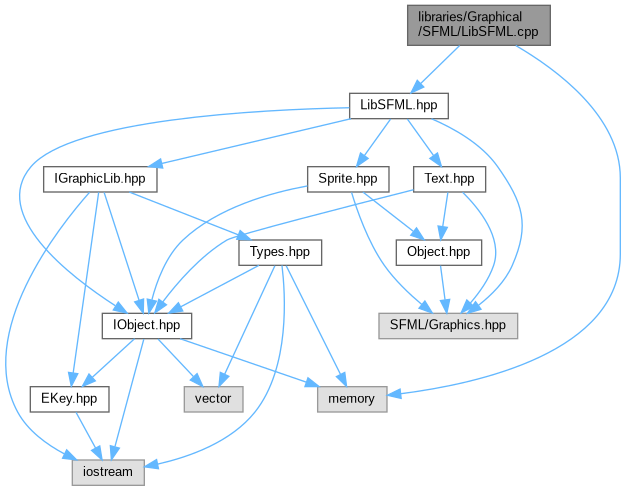 libraries/Graphical
/SFML/LibSFML.cpp
LibSFML.hpp
IGraphicLib.hpp
Sprite.hpp
Text.hpp
Types.hpp
Object.hpp
IObject.hpp
SFML/Graphics.hpp
EKey.hpp
vector
memory
iostream